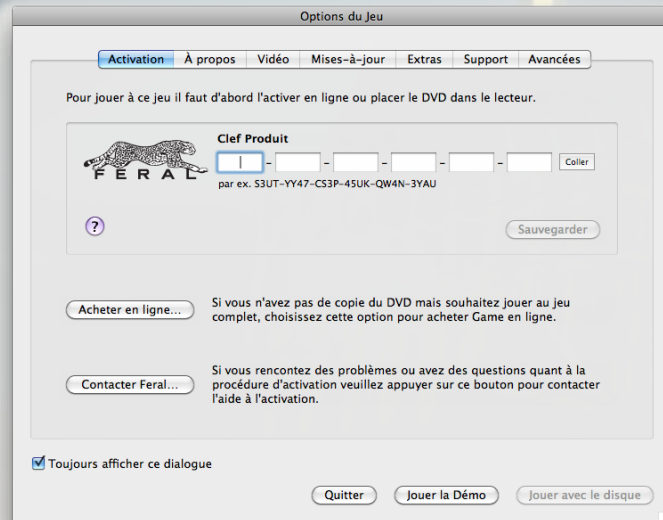 Options du Jeu
Activation
À propos
Vidéo
Mises-à-jour
Extras
Support
Avancées
Pour jouer à ce jeu il faut d'abord l'activer en ligne ou placer le DVD dans le lecteur.
FERAL
Clef Produit
- - - - -
Coller
par ex. S3UT-YY47-CS3P-45UK-QW4N-3YAU
?
Sauvegarder
Acheter en ligne...
Si vous n'avez pas de copie du DVD mais souhaitez jouer au jeu
complet, choisissez cette option pour acheter Game en ligne.
Contacter Feral...
Si vous rencontez des problèmes ou avez des questions quant à la
procédure d'activation veuillez appuyer sur ce bouton pour contacter
l'aide à l'activation.
Toujours afficher ce dialogue
Quitter
Jouer la Démo
Jouer avec le disque